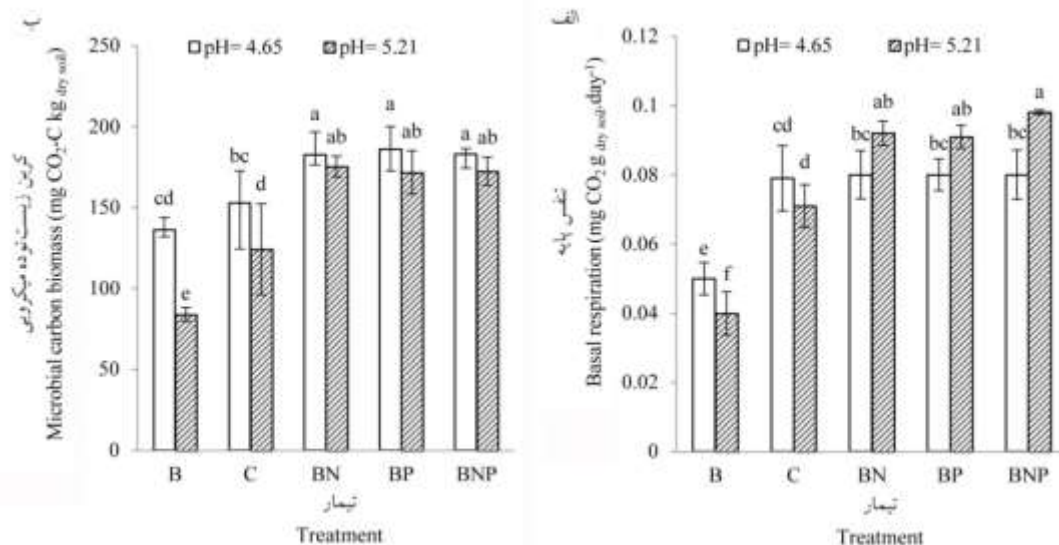 ب)
250
200
150
100
50
0
pH= 4.65
pH= 5.21
کربن زیست‌توده میکروبی
Microbial carbon biomass (mg CO2-C kg dry soil)
cd
e
bc
d
a
ab
a
ab
a
ab
B
C
BN
BP
BNP
تیمار
Treatment
الف
0.12
0.1
0.08
0.06
0.04
0.02
0
pH= 4.65
pH= 5.21
تنفس پایه
Basal respiration (mg CO2 g dry soil.day-1)
e
f
cd
d
bc
ab
bc
ab
bc
a
B
C
BN
BP
BNP
تیمار
Treatment